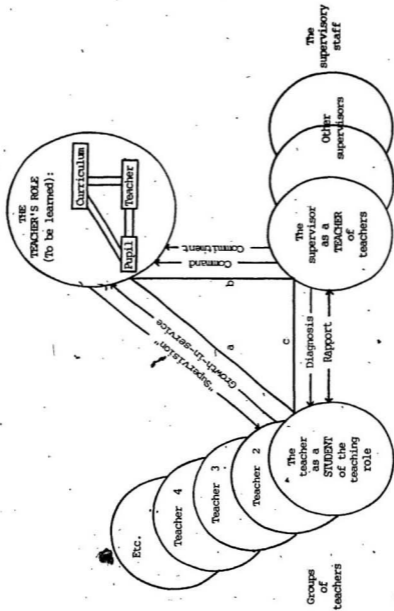 THE
TEACHER'S ROLE
(To be learned):
Curriculum
Teacher
Pupil
"Supervision"
Growth-in-service
a
b
c
Command
Commitment
Diagnosis
Rapport
Etc.
Teacher 4
Teacher 3
Teacher 2
The
teacher
as a
STUDENT
of the
teaching
role
Groups
of
teachers
The
supervisor
as a
TEACHER
of
teachers
Other
supervisors
The
supervisory
staff